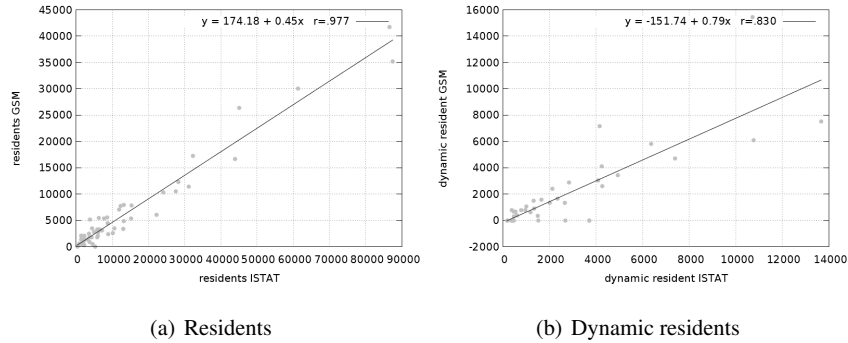 45000
40000
35000
30000
25000
20000
15000
10000
5000
0
residents GSM
y = 174.18 + 0.45x r=.977
0 10000 20000 30000 40000 50000 60000 70000 80000 90000
residents ISTAT
(a) Residents
16000
14000
12000
10000
8000
6000
4000
2000
0
-2000
dynamic resident GSM
y = -151.74 + 0.79x r=.830
0 2000 4000 6000 8000 10000 12000 14000
dynamic resident ISTAT
(b) Dynamic residents